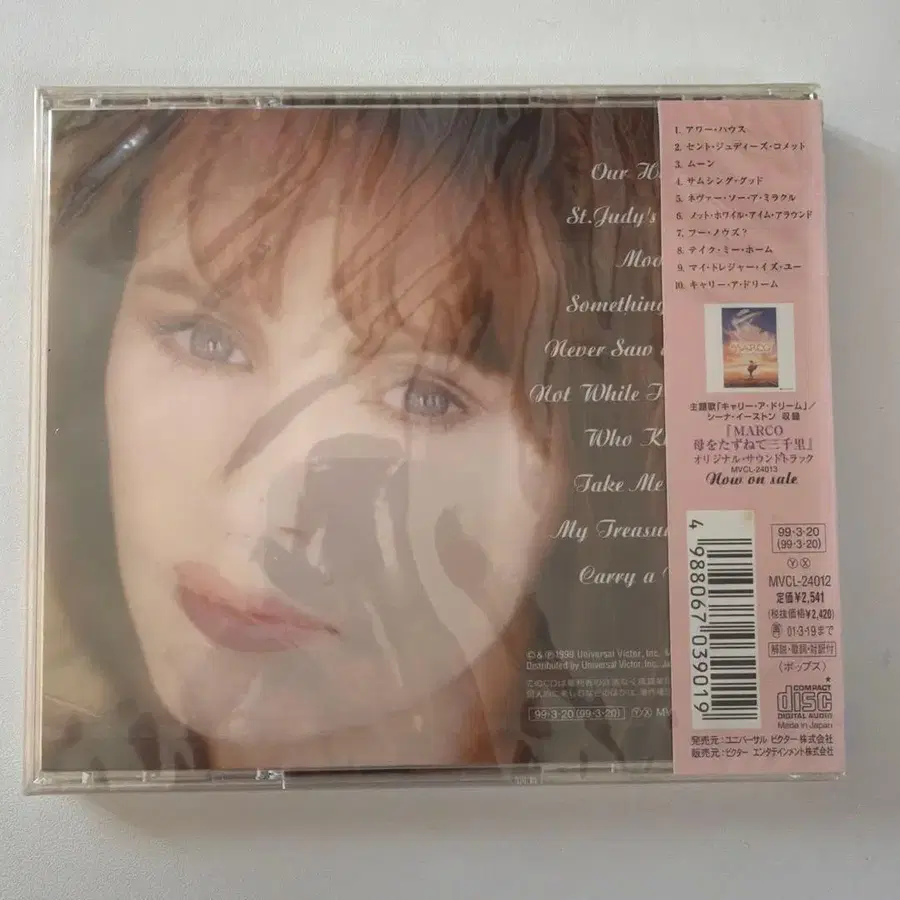 Our H
St.Judy's
Moo
Something
Never Saw
Not While
Who K
Take Me
My Treasu
Carry a
© & ℗1999 Universal Victor, Inc.
Distributed by Universal Victor, Inc.
99·3·20 (99·3·20) Ⓨ Ⓧ MV
1. アワー・ハウス
2. セント・ジュディーズ・コメット
3. ムーン
4. サムシング・グッド
5. ネヴァー・ソー・ア・ミラクル
6. ノット・ホワイル・アイム・アラウンド
7. フー・ノウズ?
8. テイク・ミー・ホーム
9. マイ・トレジャー・イズ・ユー
10. キャリー・ア・ドリーム
MARCO
主題歌「キャリー・ア・ドリーム」/
シーナ・イーストン 収録
『MARCO
母をたずねて三千里』
オリジナル・サウンドトラック
MVCL-24013
Now on sale
4 988067 039019
99·3·20
(99·3·20)
Ⓨ Ⓧ
MVCL-24012
定価¥2,541
(税抜価格¥2,420)
再 01·3·19まで
解説・歌詞・対訳付
〈ポップス〉
COMPACT
disc
DIGITAL AUDIO
Made in Japan
発売元:ユニバーサル ビクター株式会社
販売元:ビクター エンタテインメント株式会社